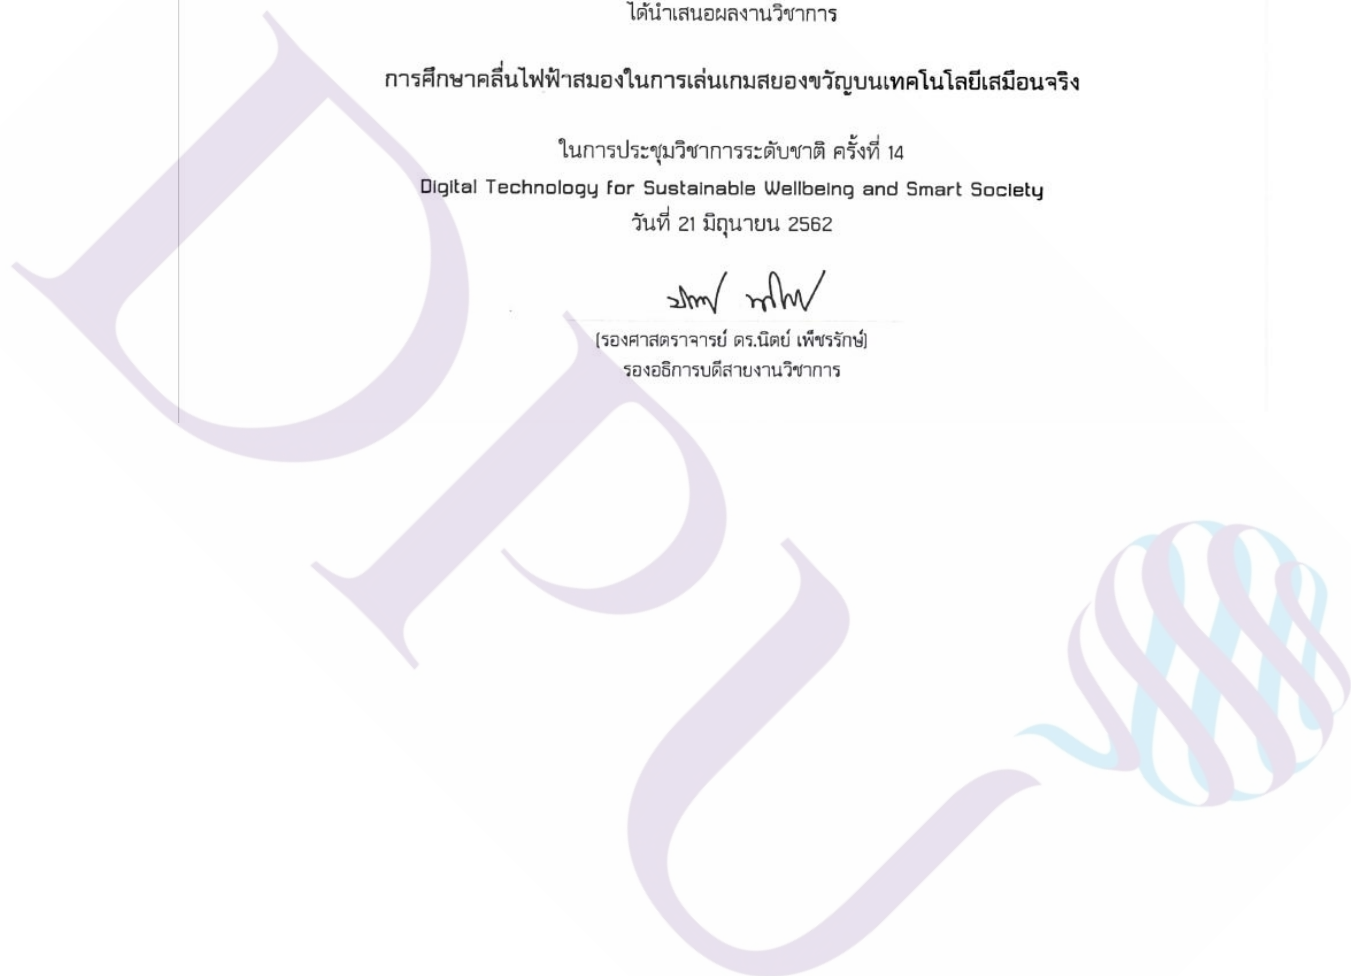 ได้นำเสนอผลงานวิชาการ
การศึกษาคลื่นไฟฟ้าสมองในการเล่นเกมสยองขวัญบนเทคโนโลยีเสมือนจริง
ในการประชุมวิชาการระดับชาติ ครั้งที่ 14
Digital Technology for Sustainable Wellbeing and Smart Society
วันที่ 21 มิถุนายน 2562
(รองศาสตราจารย์ ดร.นิตย์ เพ็ชรรักษ์)
รองอธิการบดีสายงานวิชาการ
DPU